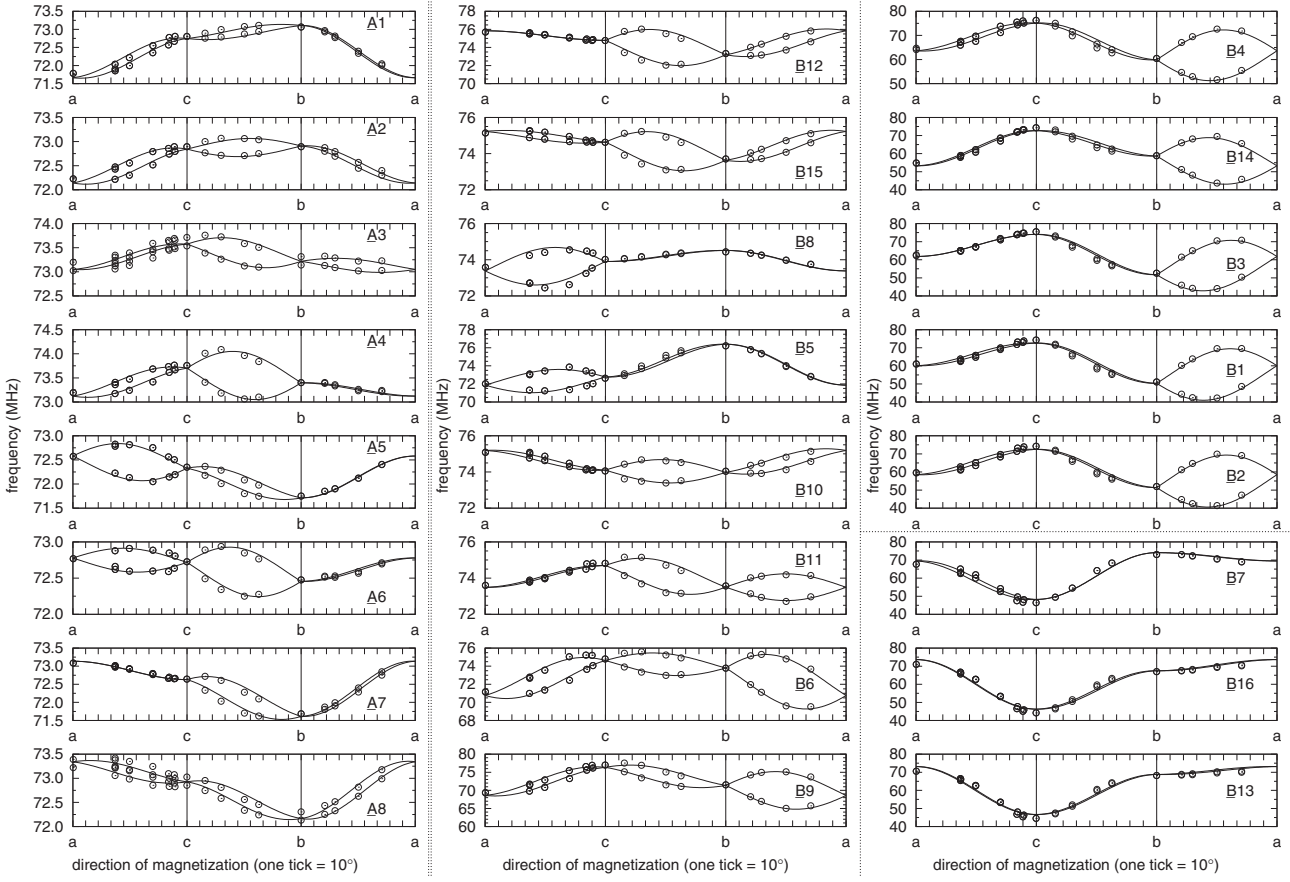 73.0
72.5
72.0
71.5
A1
a c b a
73.5
73.0
72.5
72.0
A2
a c b a
74.0
73.5
73.0
72.5
A3
a c b a
74.5
74.0
73.5
73.0
A4
a c b a
73.0
72.5
72.0
71.5
A5
a c b a
73.0
72.5
72.0
A6
a c b a
73.5
73.0
72.5
72.0
71.5
A7
a c b a
73.5
73.0
72.5
72.0
A8
a c b a
frequency (MHz)
direction of magnetization (one tick = 10°)
78
76
74
72
70
B12
a c b a
76
74
72
B15
a c b a
76
74
72
B8
a c b a
78
76
74
72
70
B5
a c b a
76
74
72
B10
a c b a
76
74
72
B11
a c b a
76
74
72
70
68
B6
a c b a
80
75
70
65
60
B9
a c b a
frequency (MHz)
direction of magnetization (one tick = 10°)
80
70
60
50
B4
a c b a
80
70
60
50
40
B14
a c b a
80
70
60
50
40
B3
a c b a
80
70
60
50
40
B1
a c b a
80
70
60
50
40
B2
a c b a
80
70
60
50
40
B7
a c b a
80
70
60
50
40
B16
a c b a
80
70
60
50
40
B13
a c b a
frequency (MHz)
direction of magnetization (one tick = 10°)